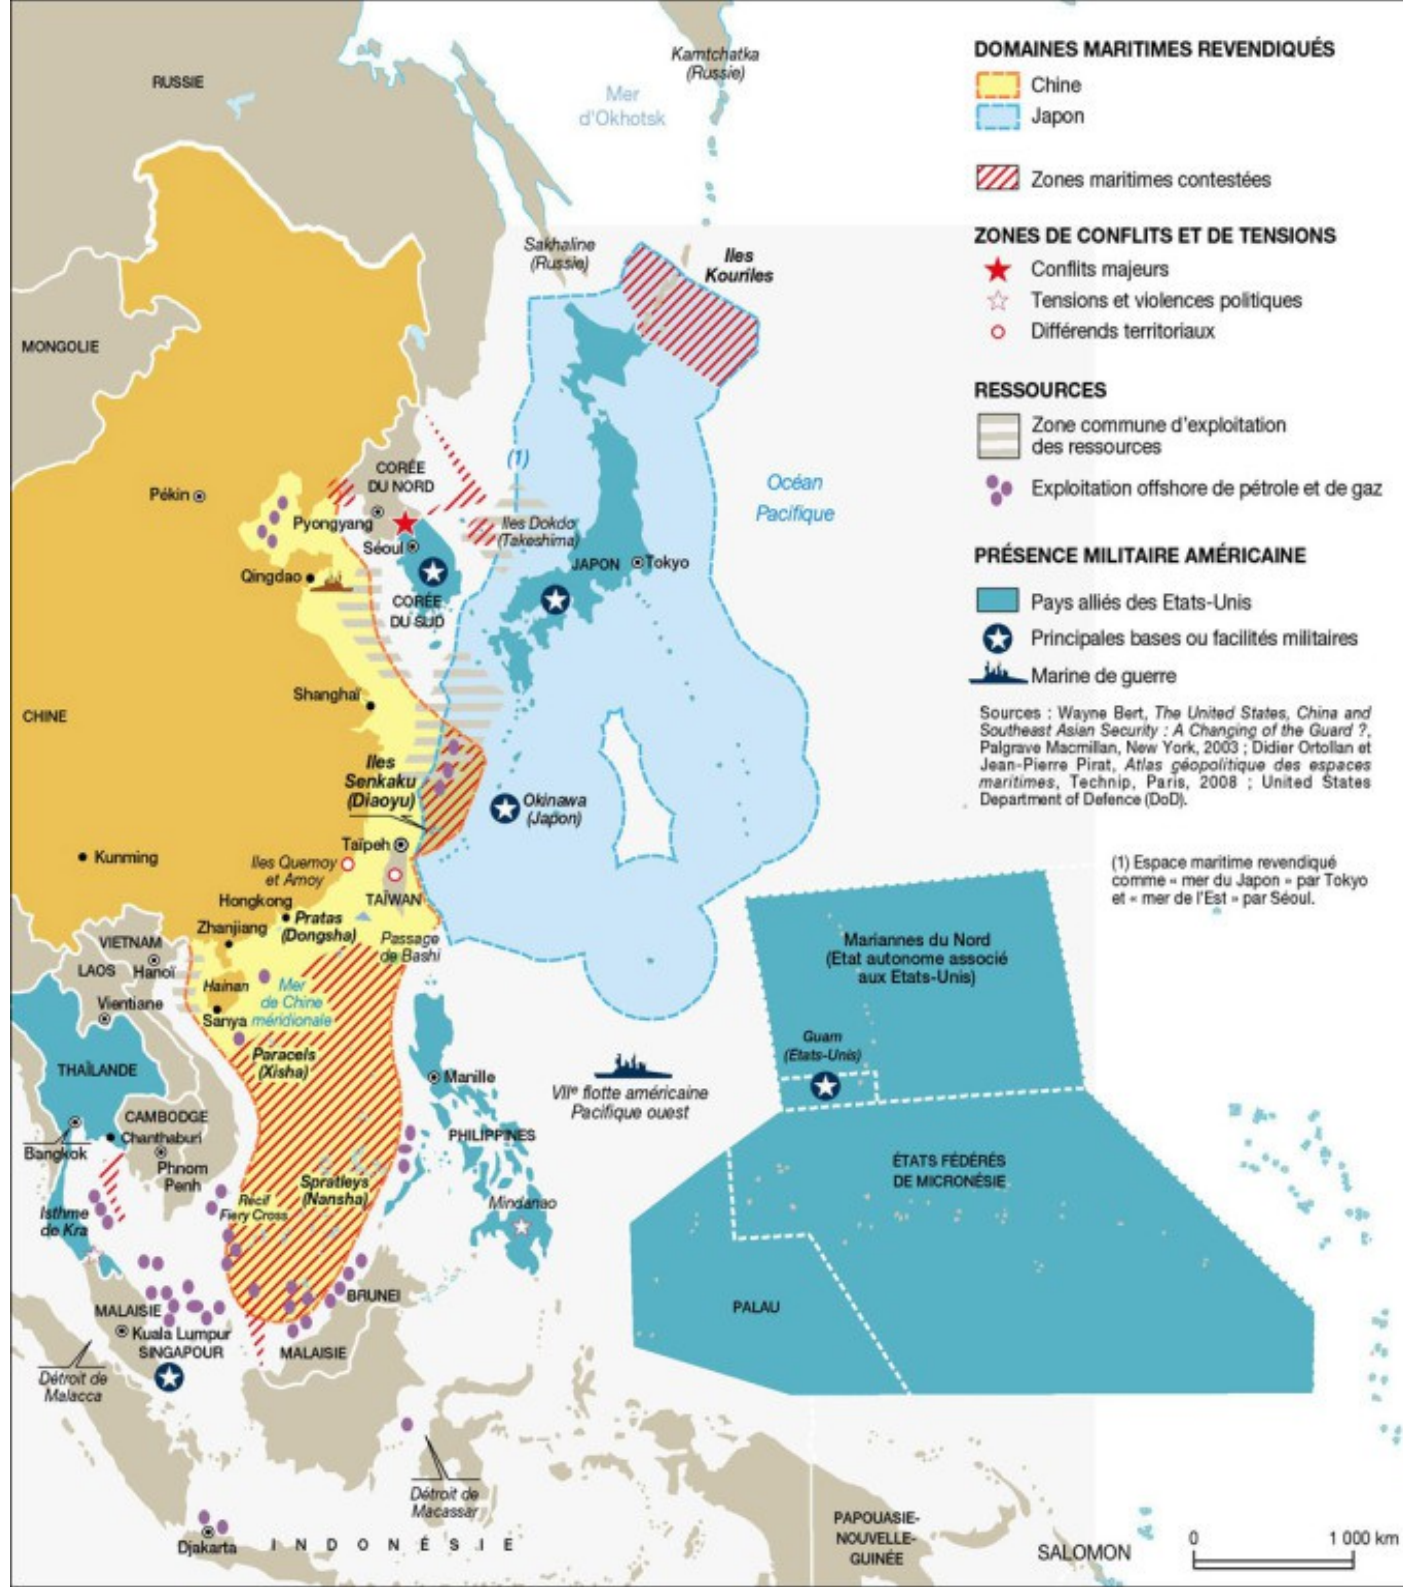 DOMAINES MARITIMES REVENDIQUÉS
Chine
Japon
Zones maritimes contestées
ZONES DE CONFLITS ET DE TENSIONS
Conflits majeurs
Tensions et violences politiques
Différends territoriaux
RESSOURCES
Zone commune d'exploitation
des ressources
Exploitation offshore de pétrole et de gaz
PRÉSENCE MILITAIRE AMÉRICAINE
Pays alliés des Etats-Unis
Principales bases ou facilités militaires
Marine de guerre
Sources : Wayne Bert, The United States, China and
Southeast Asian Security : A Changing of the Guard ?,
Palgrave Macmillan, New York, 2003 ; Didier Ortollan et
Jean-Pierre Pirat, Atlas géopolitique des espaces
maritimes, Technip, Paris, 2008 ; United States
Department of Defence (DoD).
(1) Espace maritime revendiqué
comme « mer du Japon » par Tokyo
et « mer de l'Est » par Séoul.
RUSSIE
Kamtchatka
(Russie)
Mer
d'Okhotsk
Sakhaline
(Russie)
Iles
Kouriles
MONGOLIE
(1)
CORÉE
DU NORD
Océan
Pacifique
Pékin
Pyongyang
Iles Dokdo
(Takeshima)
Séoul
JAPON
Tokyo
Qingdao
CORÉE
DU SUD
Shanghaï
CHINE
Iles
Senkaku
(Diaoyu)
Okinawa
(Japon)
Taïpeh
Kunming
Iles Quemoy
et Amoy
TAÏWAN
Hongkong
Pratas
(Dongsha)
Zhanjiang
Passage
de Bashi
VIETNAM
LAOS
Hanoï
Hainan
Mer
de Chine
méridionale
Vientiane
Sanya
Mariannes du Nord
(Etat autonome associé
aux Etats-Unis)
Guam
(Etats-Unis)
Paracels
(Xisha)
THAÏLANDE
Manille
VIIe flotte américaine
Pacifique ouest
CAMBODGE
Chanthaburi
PHILIPPINES
Bangkok
Phnom
Penh
ÉTATS FÉDÉRÉS
DE MICRONÉSIE
Spratleys
(Nansha)
Récif
Fiery Cross
Mindanao
Isthme
de Kra
BRUNEI
MALAISIE
PALAU
Kuala Lumpur
SINGAPOUR
MALAISIE
Détroit de
Malacca
Détroit de
Macassar
Djakarta
INDONÉSIE
PAPOUASIE-
NOUVELLE-
GUINÉE
SALOMON
0 1 000 km